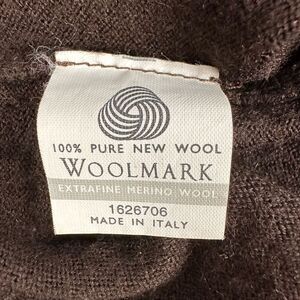 100% PURE NEW WOOL
WOOLMARK
EXTRAFINE MERINO WOOL
1626706
MADE IN ITALY